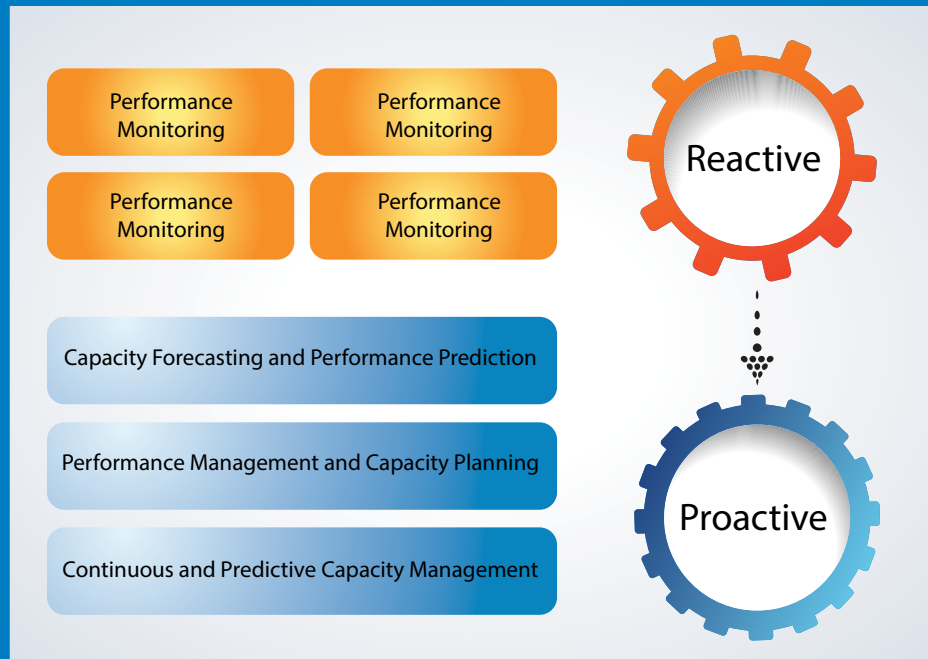 Performance
Monitoring
Performance
Monitoring
Performance
Monitoring
Performance
Monitoring
Reactive
Capacity Forecasting and Performance Prediction
Performance Management and Capacity Planning
Continuous and Predictive Capacity Management
Proactive